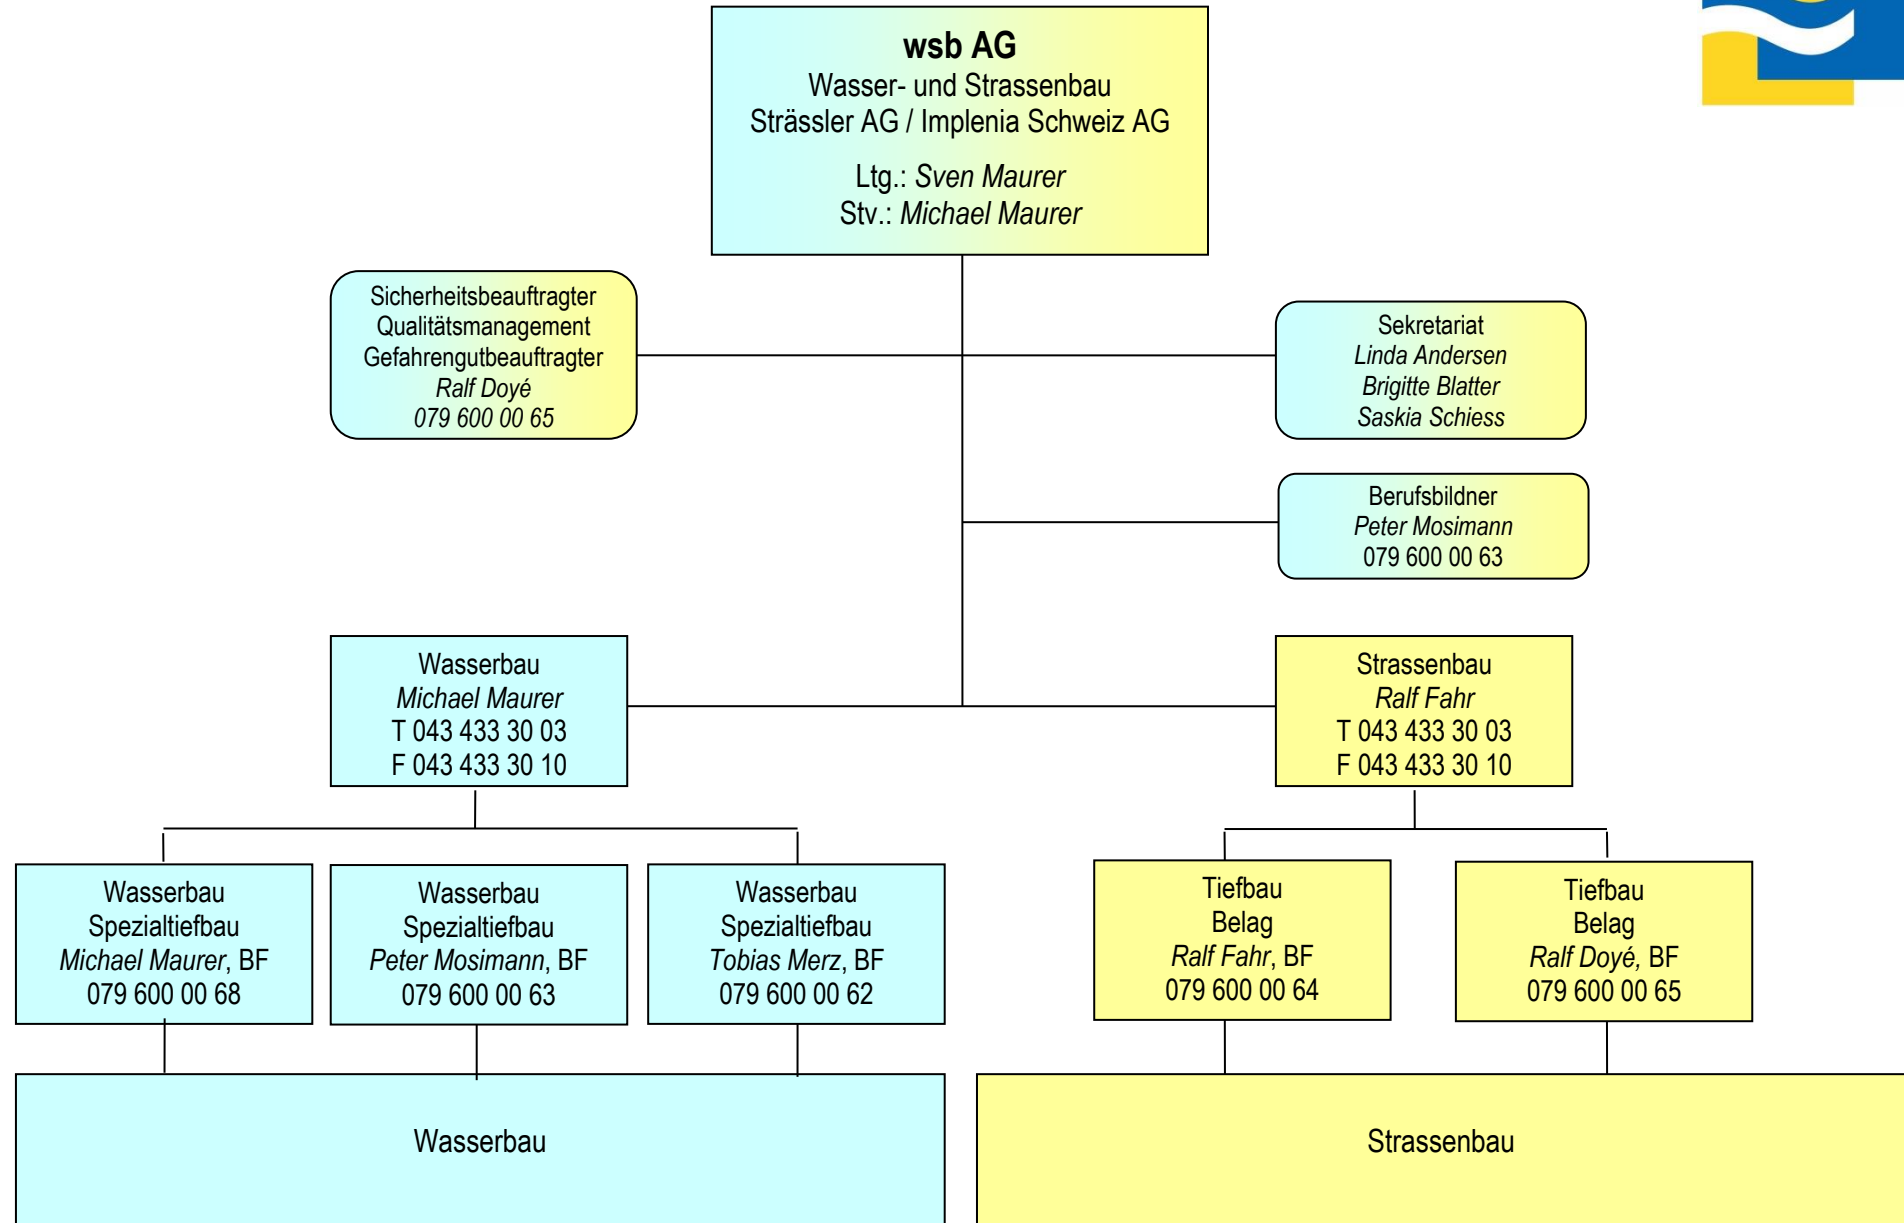 wsb AG
Wasser- und Strassenbau
Strässler AG / Implenia Schweiz AG
Ltg.: Sven Maurer
Stv.: Michael Maurer
Sicherheitsbeauftragter
Qualitätsmanagement
Gefahrengutbeauftragter
Ralf Doyé
079 600 00 65
Sekretariat
Linda Andersen
Brigitte Blatter
Saskia Schiess
Berufsbildner
Peter Mosimann
079 600 00 63
Wasserbau
Michael Maurer
T 043 433 30 03
F 043 433 30 10
Strassenbau
Ralf Fahr
T 043 433 30 03
F 043 433 30 10
Wasserbau
Spezialtiefbau
Michael Maurer, BF
079 600 00 68
Wasserbau
Spezialtiefbau
Peter Mosimann, BF
079 600 00 63
Wasserbau
Spezialtiefbau
Tobias Merz, BF
079 600 00 62
Tiefbau
Belag
Ralf Fahr, BF
079 600 00 64
Tiefbau
Belag
Ralf Doyé, BF
079 600 00 65
Wasserbau
Strassenbau